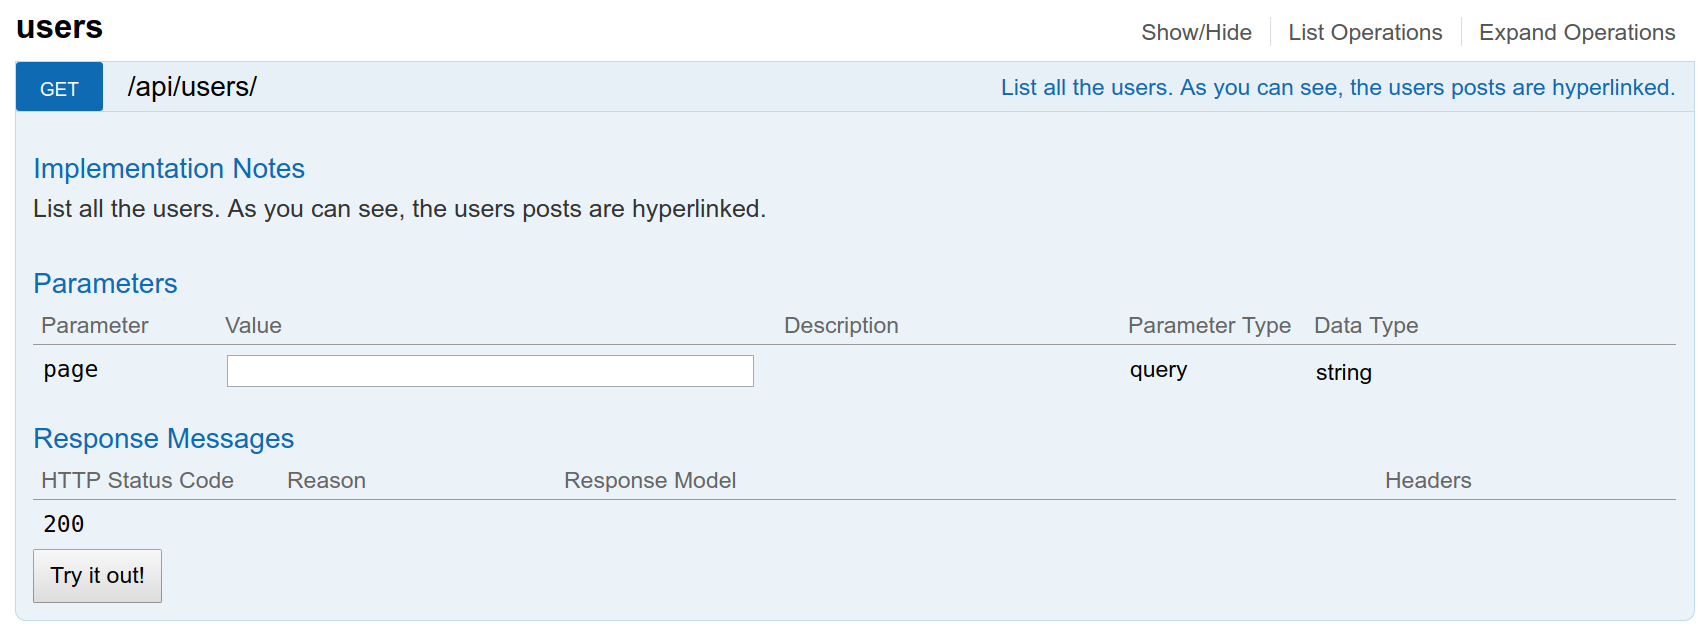 users
Show/Hide List Operations Expand Operations
GET /api/users/ List all the users. As you can see, the users posts are hyperlinked.
Implementation Notes
List all the users. As you can see, the users posts are hyperlinked.
Parameters
Parameter Value Description Parameter Type Data Type
page query string
Response Messages
HTTP Status Code Reason Response Model Headers
200
Try it out!